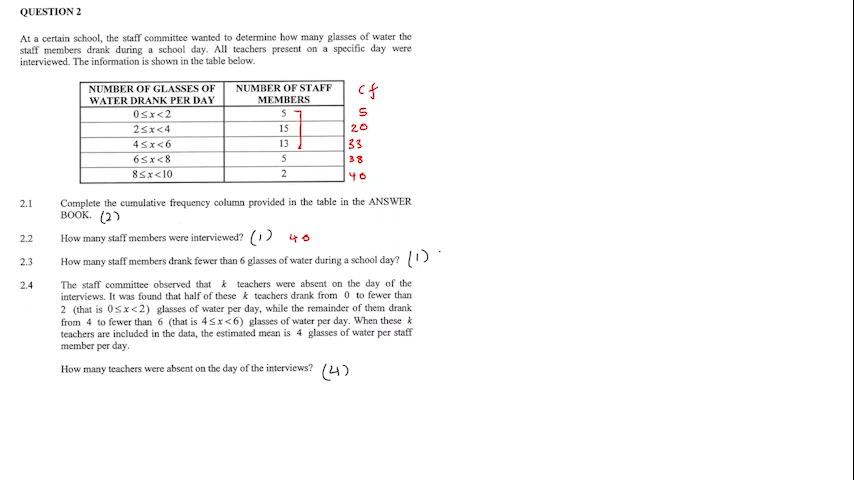 QUESTION 2
At a certain school, the staff committee wanted to determine how many glasses of water the
staff members drank during a school day. All teachers present on a specific day were
interviewed. The information is shown in the table below.
NUMBER OF GLASSES OF WATER DRANK PER DAY NUMBER OF STAFF MEMBERS cf
0≤x<2 5 5
2≤x<4 15 20
4≤x<6 13 33
6≤x<8 5 38
8≤x<10 2 40
2.1 Complete the cumulative frequency column provided in the table in the ANSWER
BOOK. (2)
2.2 How many staff members were interviewed? (1) 40
2.3 How many staff members drank fewer than 6 glasses of water during a school day? (1)
2.4 The staff committee observed that k teachers were absent on the day of the
interviews. It was found that half of these k teachers drank from 0 to fewer than
2 (that is 0≤x<2) glasses of water per day, while the remainder of them drank
from 4 to fewer than 6 (that is 4≤x<6) glasses of water per day. When these k
teachers are included in the data, the estimated mean is 4 glasses of water per staff
member per day.
How many teachers were absent on the day of the interviews? (4)